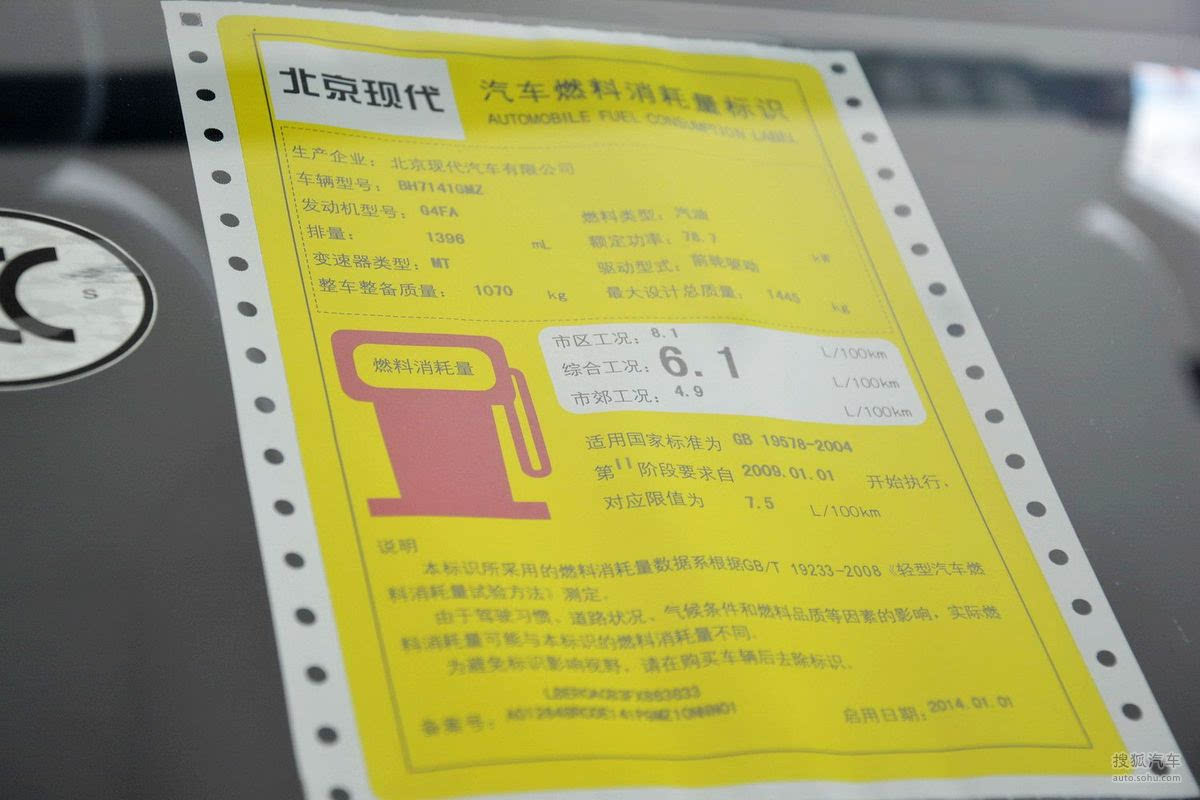 北京现代
汽车燃料消耗量标识
AUTOMOBILE FUEL CONSUMPTION LABEL
生产企业: 北京现代汽车有限公司
车辆型号: BH7141GMZ
发动机型号: G4FA 燃料类型: 汽油
排量: 1396 mL 额定功率: 78.7 kW
变速器类型: MT 驱动型式: 前轮驱动
整车整备质量: 1070 kg 最大设计总质量: 1445 kg
燃料消耗量
市区工况: 8.1 L/100km
综合工况: 6.1 L/100km
市郊工况: 4.9 L/100km
适用国家标准为 GB 19578-2004
第II阶段要求自 2009.01.01 开始执行,
对应限值为 7.5 L/100km
说明
本标识所采用的燃料消耗量数据系根据GB/T 19233-2008《轻型汽车燃
料消耗量试验方法》测定.
由于驾驶习惯、道路状况、气候条件和燃料品质等因素的影响,实际燃
料消耗量可能与本标识的燃料消耗量不同.
为避免标识影响视野,请在购买车辆后去除标识.
备案号:
启用日期: 2014.01.01
CC
S
搜狐汽车
auto.sohu.com